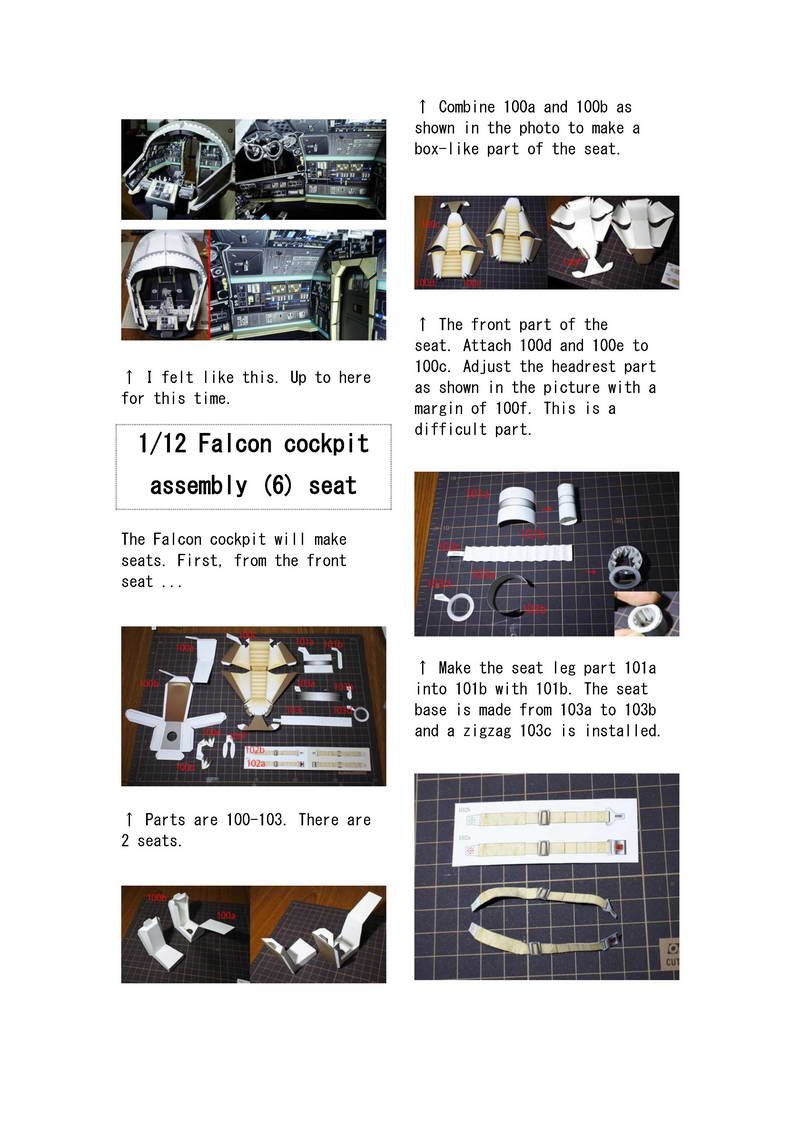 ↑ I felt like this. Up to here
for this time.
1/12 Falcon cockpit
assembly (6) seat
The Falcon cockpit will make
seats. First, from the front
seat ...
100a
100b
101a
101b
102b
102a
↑ Parts are 100-103. There are
2 seats.
100b
100a
↑ Combine 100a and 100b as
shown in the photo to make a
box-like part of the seat.
↑ The front part of the
seat. Attach 100d and 100e to
100c. Adjust the headrest part
as shown in the picture with a
margin of 100f. This is a
difficult part.
↑ Make the seat leg part 101a
into 101b with 101b. The seat
base is made from 103a to 103b
and a zigzag 103c is installed.
102b
102a
CUT